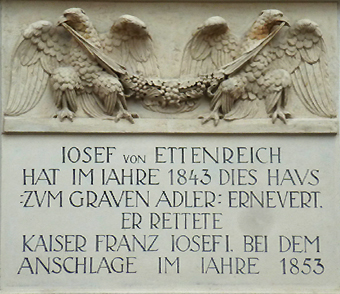 IOSEF VON ETTENREICH
HAT IM IAHRE 1843 DIES HAVS
:ZVM GRAVEN ADLER: ERNEVERT.
ER REITETE
KAISER FRANZ IOSEF I. BEI DEM
ANSCHLAGE IM IAHRE 1853